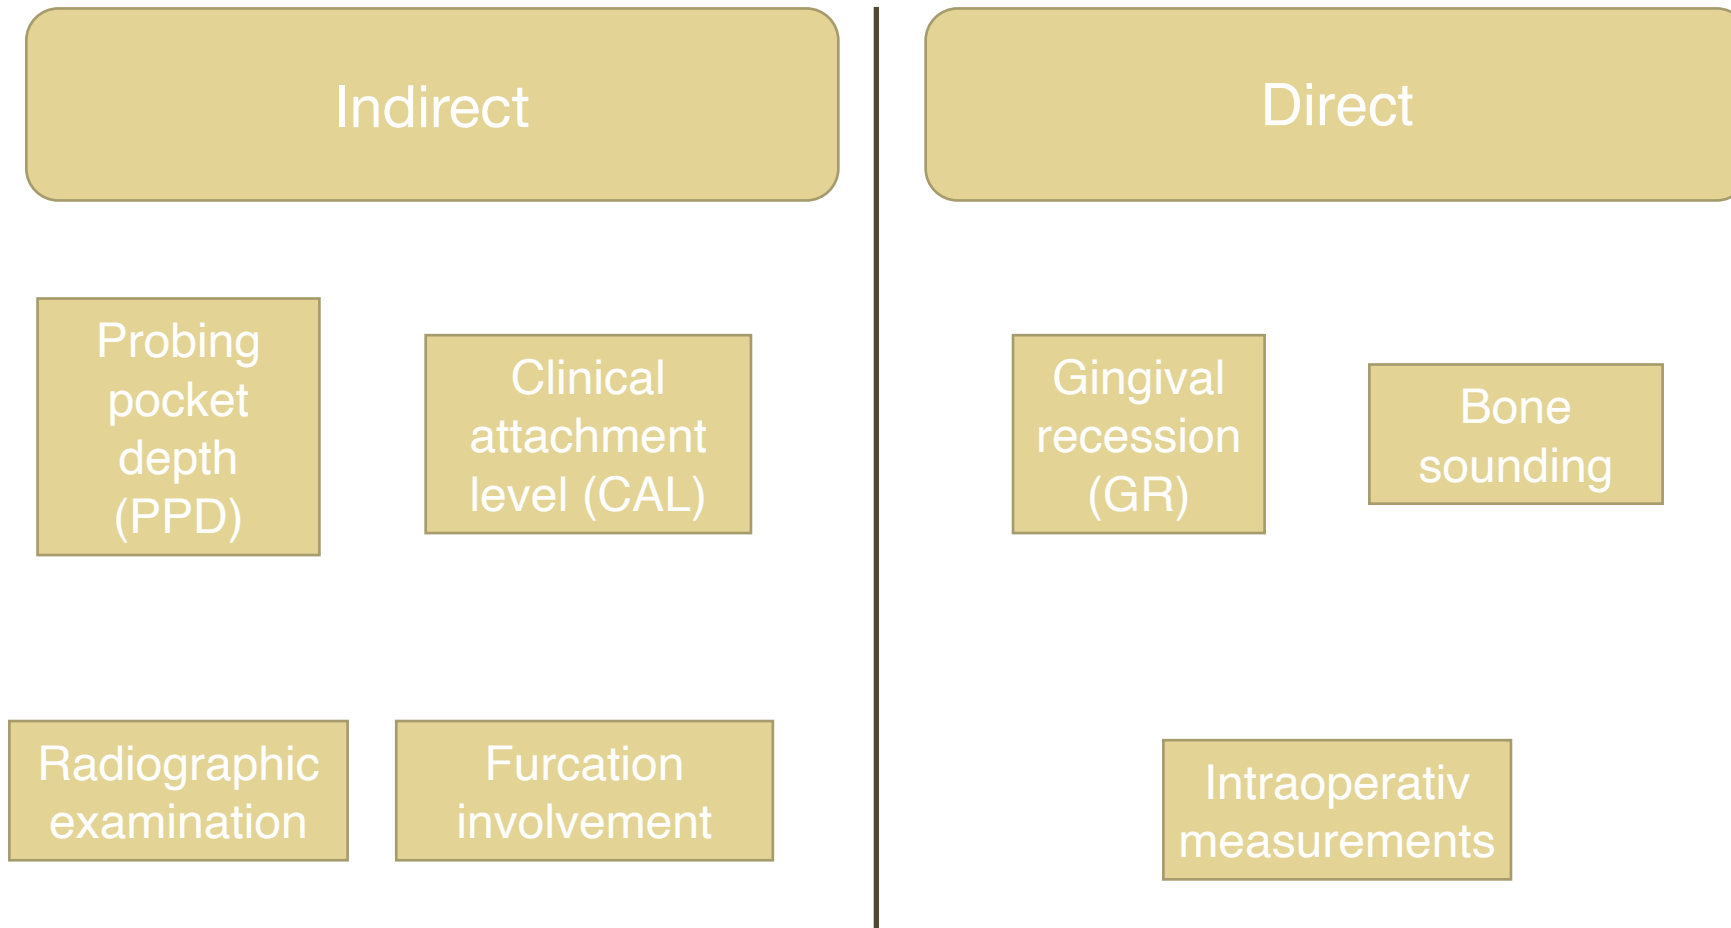 Indirect
Direct
Probing
pocket
depth
(PPD)
Clinical
attachment
level (CAL)
Gingival
recession
(GR)
Bone
sounding
Radiographic
examination
Furcation
involvement
Intraoperativ
measurements